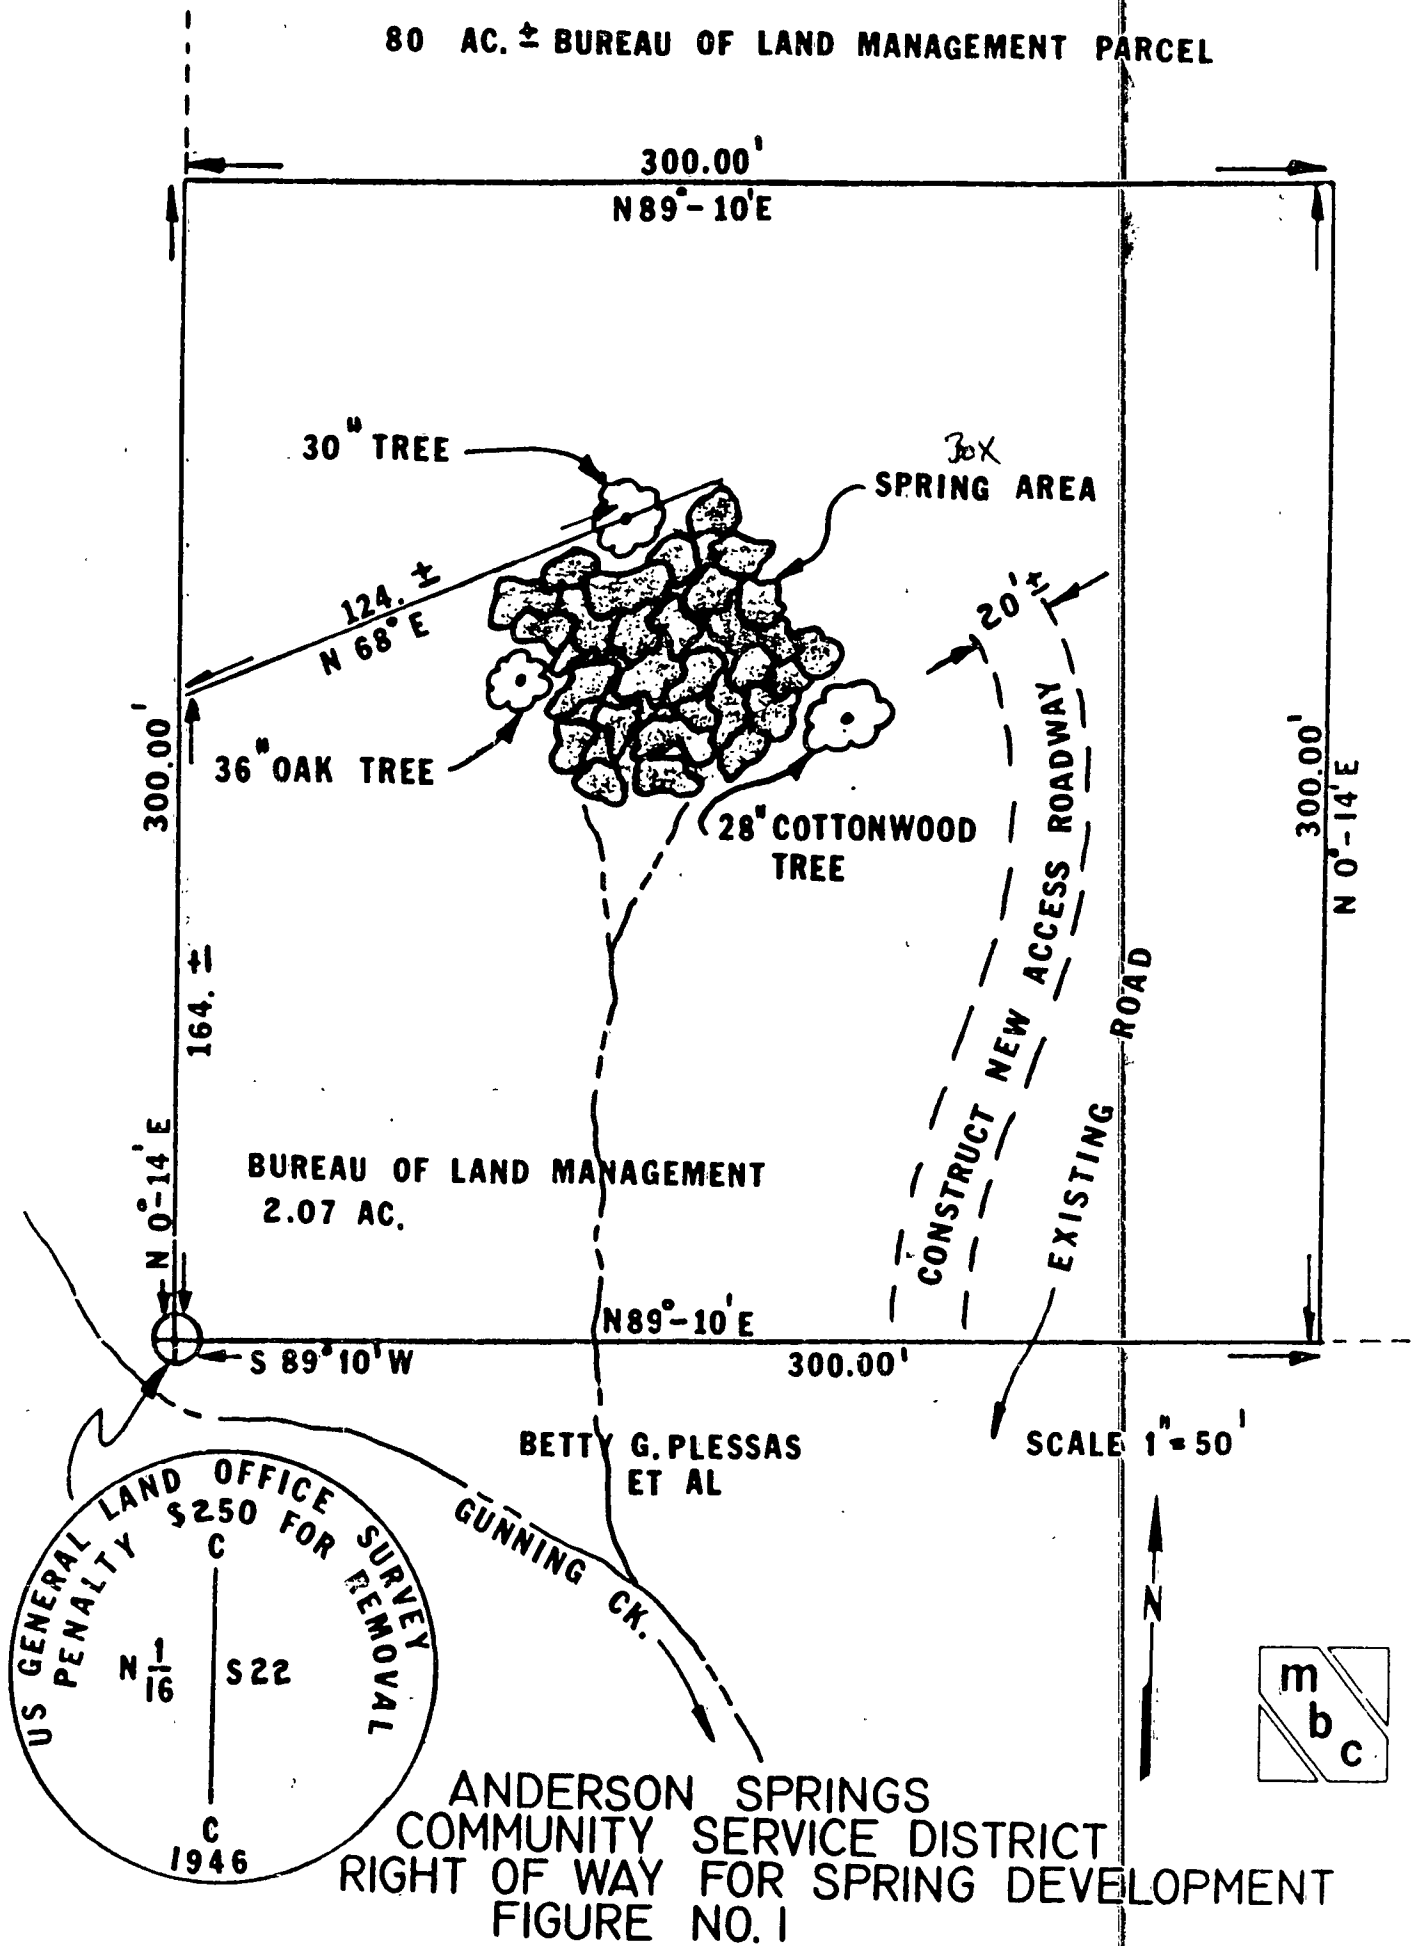 80 AC. ± BUREAU OF LAND MANAGEMENT PARCEL
300.00'
N89°-10'E
30" TREE
Box
SPRING AREA
124. ±
N 68° E
20' ±
36" OAK TREE
28" COTTONWOOD
TREE
300.00'
164. ±
N 0°-14' E
300.00'
N 0°-14' E
CONSTRUCT NEW ACCESS ROADWAY
EXISTING ROAD
BUREAU OF LAND MANAGEMENT
2.07 AC.
N89°-10'E
S 89°10'W
300.00'
BETTY G. PLESSAS
ET AL
SCALE 1"=50'
GUNNING CK.
N
US GENERAL LAND OFFICE SURVEY
PENALTY $250 FOR REMOVAL
C
N 1/16
S22
C
1946
m
b
c
ANDERSON SPRINGS
COMMUNITY SERVICE DISTRICT
RIGHT OF WAY FOR SPRING DEVELOPMENT
FIGURE NO. 1